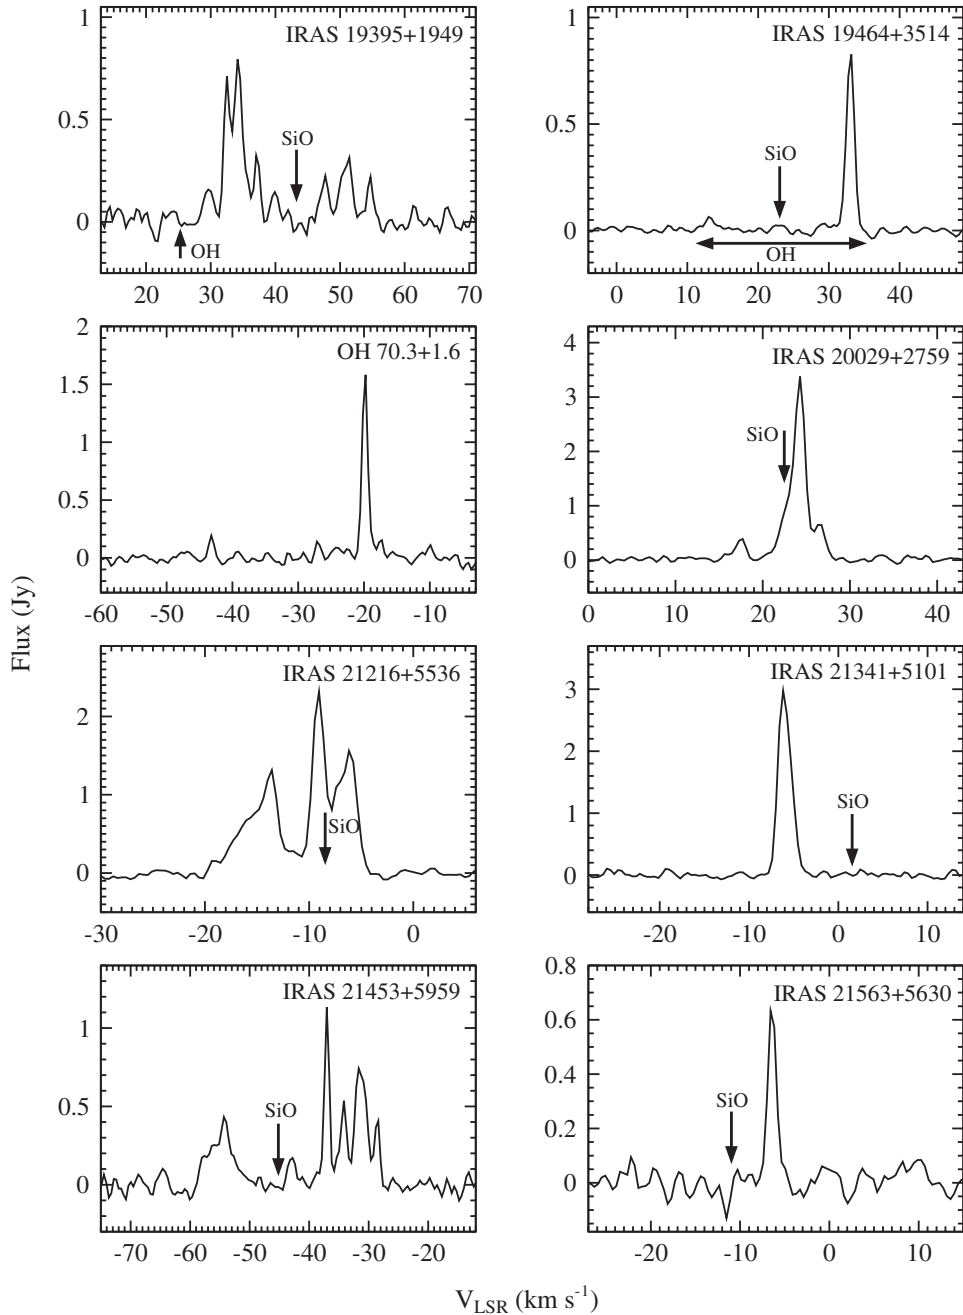 1
IRAS 19395+1949
0.5
SiO
0
OH
20 30 40 50 60 70
1
IRAS 19464+3514
0.5
SiO
0
OH
0 10 20 30 40
2
OH 70.3+1.6
1.5
1
0.5
0
-60 -50 -40 -30 -20 -10
4
IRAS 20029+2759
3
SiO
2
1
0
0 10 20 30 40
IRAS 21216+5536
2
1
SiO
0
-30 -20 -10 0
IRAS 21341+5101
3
2
SiO
1
0
-20 -10 0 10
IRAS 21453+5959
1
0.5
SiO
0
-70 -60 -50 -40 -30 -20
0.8
IRAS 21563+5630
0.6
0.4
SiO
0.2
0
-20 -10 0 10
Flux (Jy)
V_LSR (km s⁻¹)